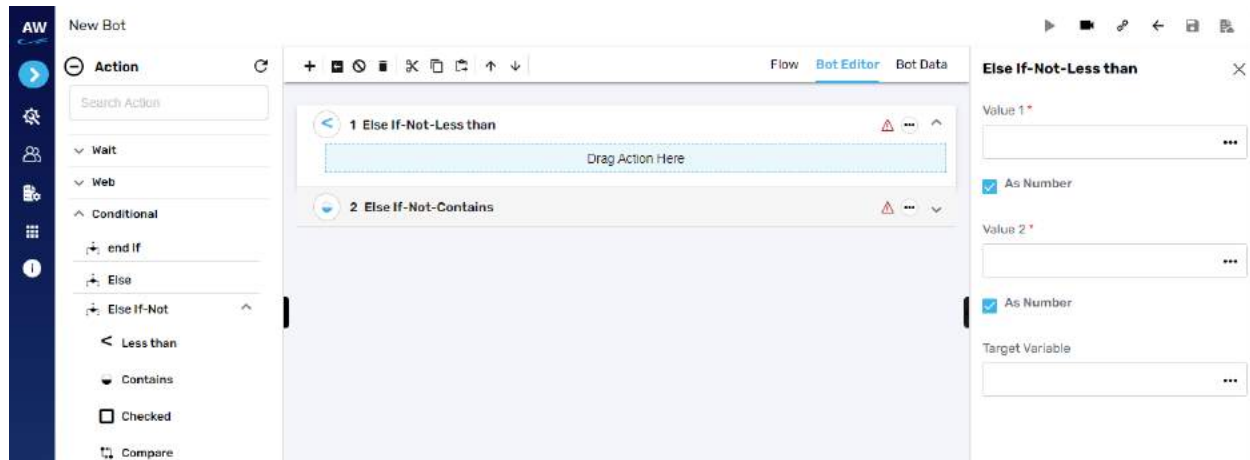 AW
New Bot
Action
Search Action
Wait
Web
Conditional
end If
Else
Else If-Not
Less than
Contains
Checked
Compare
Flow Bot Editor Bot Data
1 Else If-Not-Less than
Drag Action Here
2 Else If-Not-Contains
Else If-Not-Less than
Value 1*
As Number
Value 2*
As Number
Target Variable